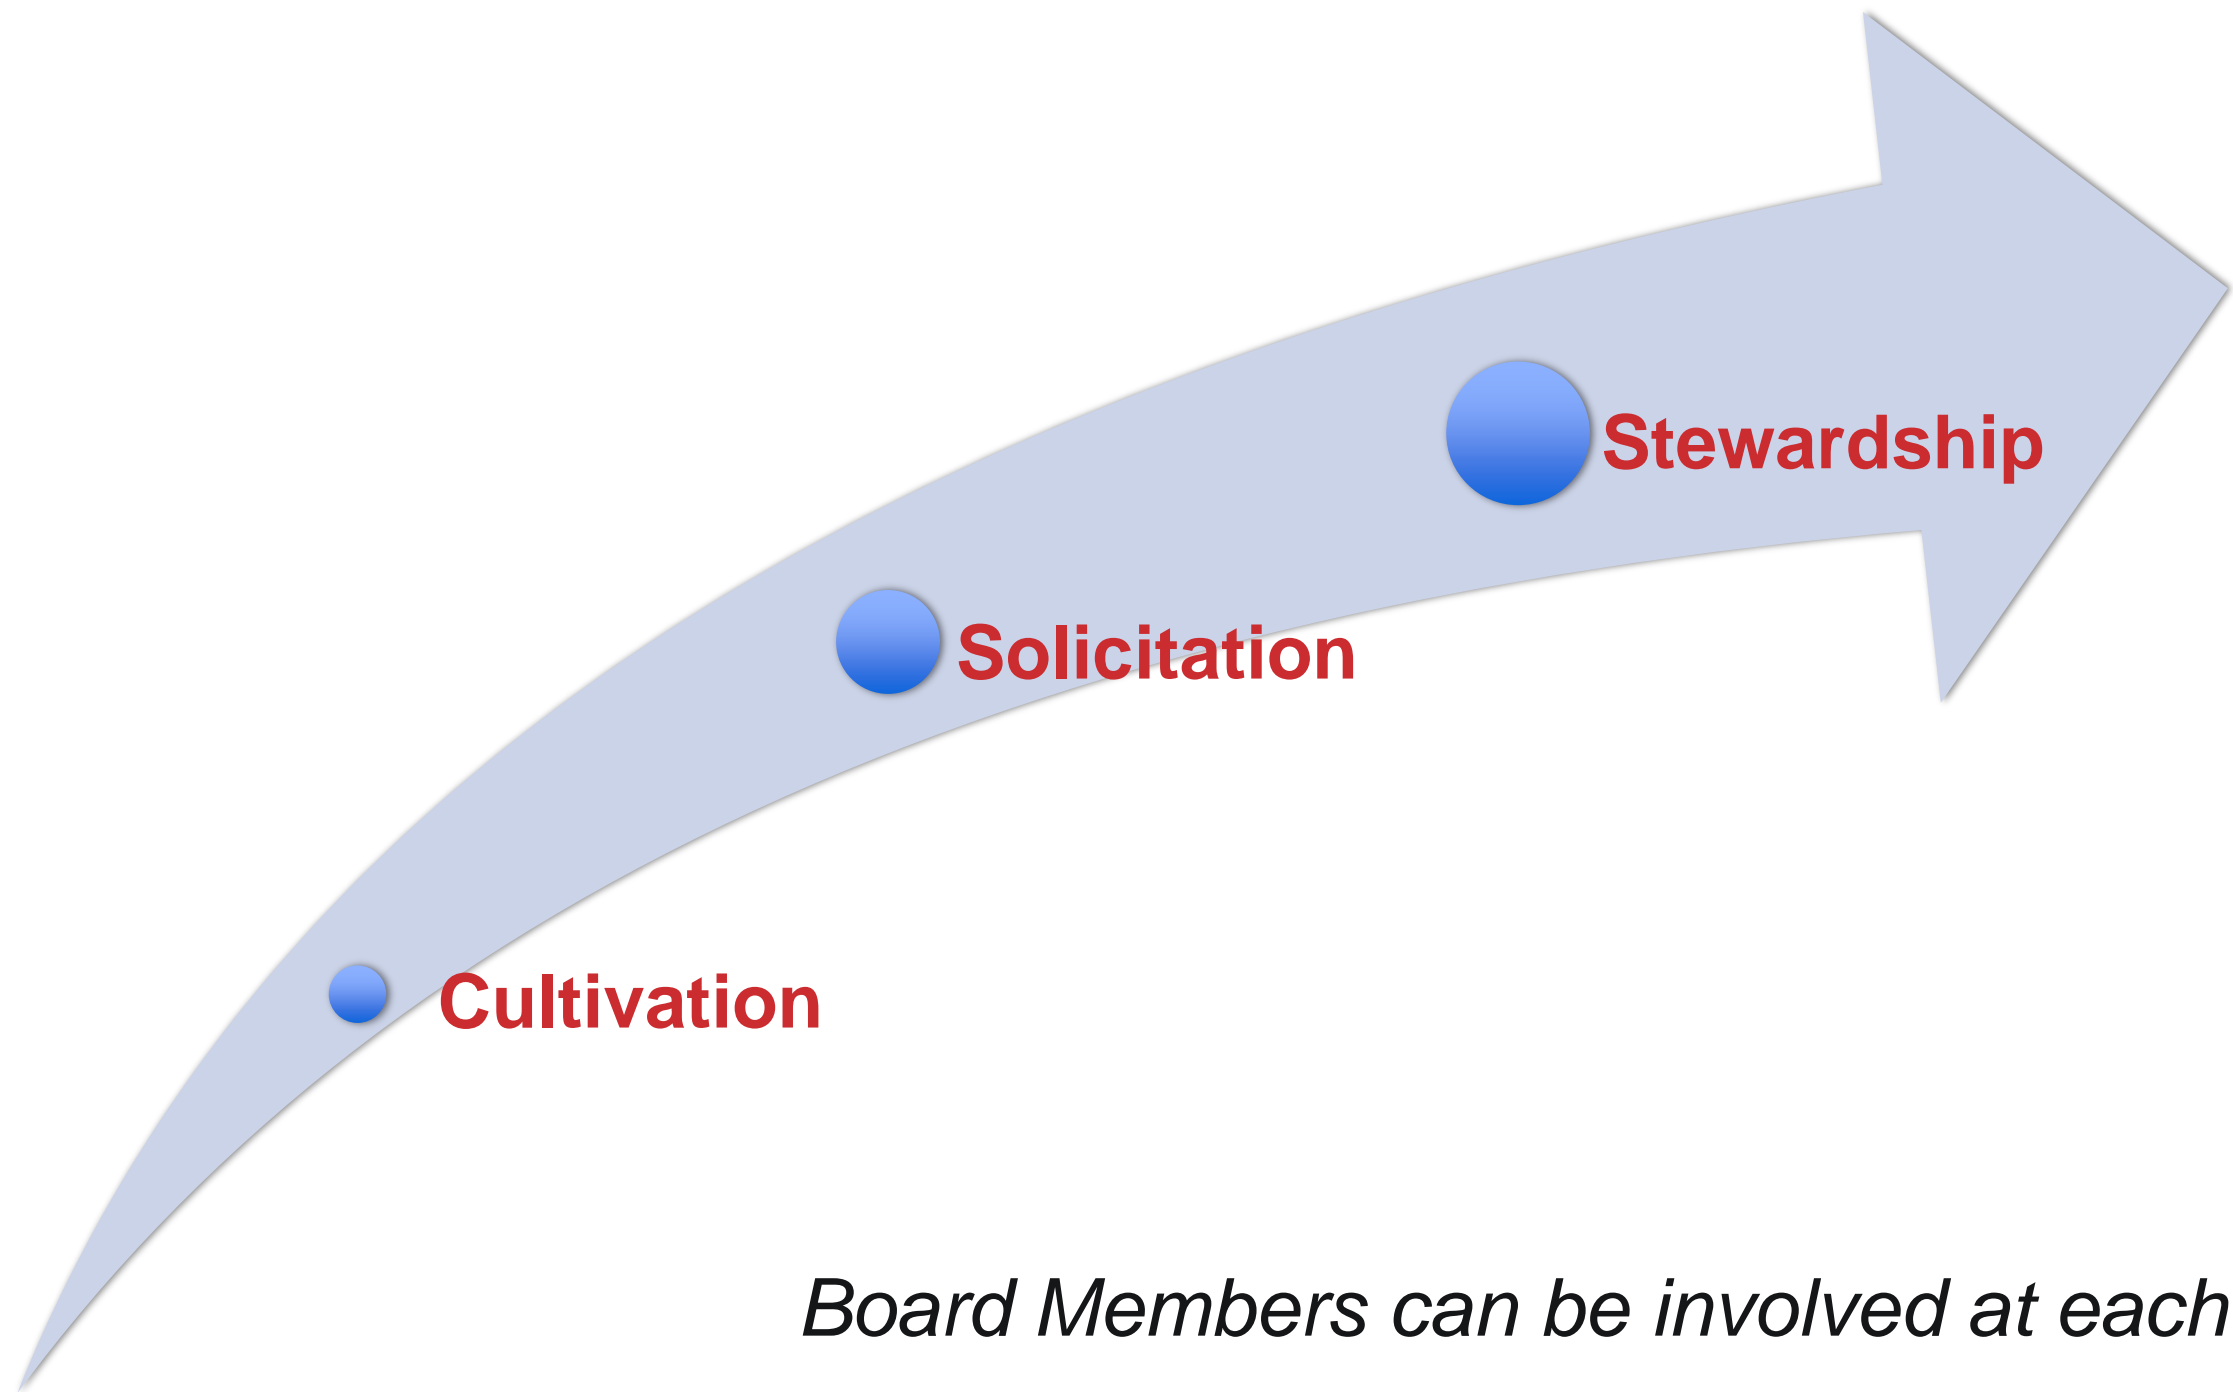 Stewardship
Solicitation
Cultivation
Board Members can be involved at each